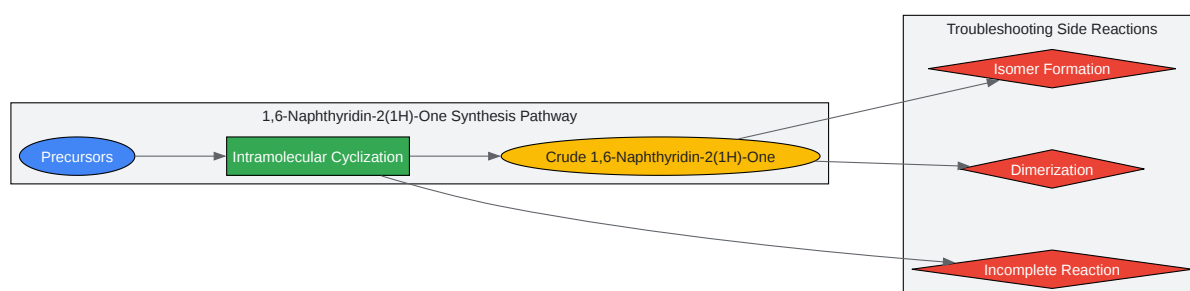 Troubleshooting Side Reactions
Isomer Formation
1,6-Naphthyridin-2(1H)-One Synthesis Pathway
Precursors
Intramolecular Cyclization
Crude 1,6-Naphthyridin-2(1H)-One
Dimerization
Incomplete Reaction